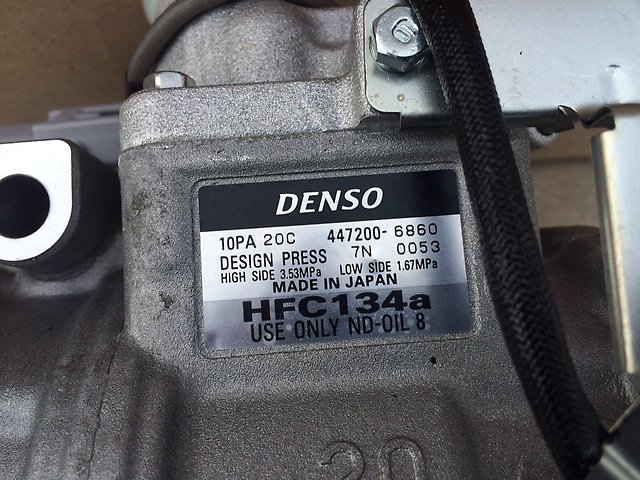 DENSO
10PA 20C 447200-6860
DESIGN PRESS 7N 0053
HIGH SIDE 3.53MPa LOW SIDE 1.67MPa
MADE IN JAPAN
HFC134a
USE ONLY ND-OIL 8
20